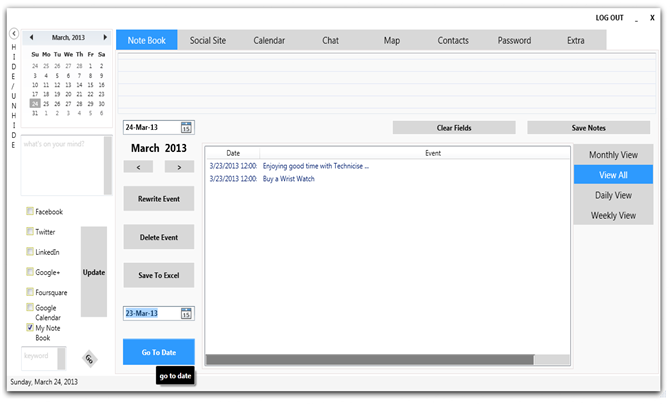 LOG OUT _ X
March, 2013
Note Book Social Site Calendar Chat Map Contacts Password Extra
H
I
D
E
/
U
N
H
I
D
E
Su Mo Tu We Th Fr Sa
24 25 26 27 28 1 2
3 4 5 6 7 8 9
10 11 12 13 14 15 16
17 18 19 20 21 22 23
24 25 26 27 28 29 30
31 1 2 3 4 5 6
what's on your mind?
Facebook
Twitter
LinkedIn
Google+
Foursquare
Google
Calendar
My Note
Book
Update
keyword
Go
24-Mar-13 15
March 2013
< >
Rewrite Event
Delete Event
Save To Excel
23-Mar-13 15
Go To Date
go to date
Clear Fields Save Notes
Date Event
3/23/2013 12:00: Enjoying good time with Technicise ...
3/23/2013 12:00: Buy a Wrist Watch
Monthly View
View All
Daily View
Weekly View
Sunday, March 24, 2013